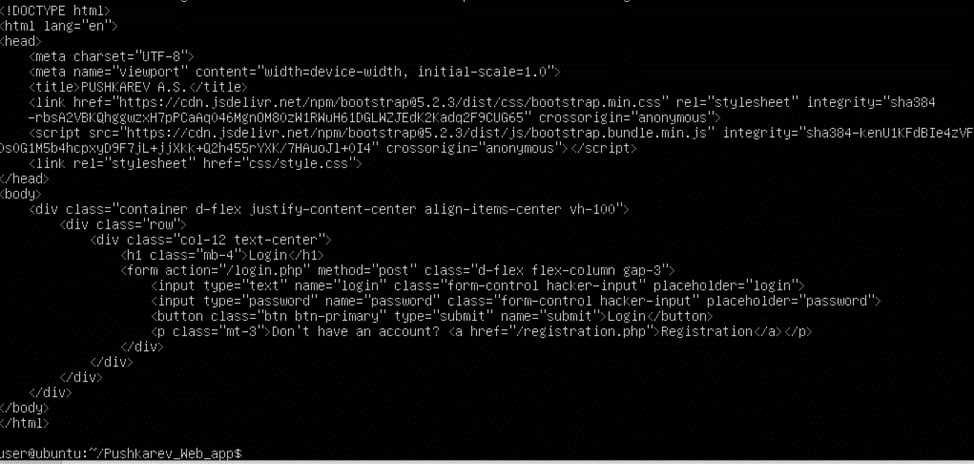 <!DOCTYPE html>
<html lang="en">
<head>
    <meta charset="UTF-8">
    <meta name="viewport" content="width=device-width, initial-scale=1.0">
    <title>PUSHKAREV A.S.</title>
    <link href="https://cdn.jsdelivr.net/npm/bootstrap@5.2.3/dist/css/bootstrap.min.css" rel="stylesheet" integrity="sha384
    -rbsA2VBKQhggwzxH7pPCaAqO46MgnOM80zW1RWuH61DGLWZJEdK2Kadq2F9CUG65" crossorigin="anonymous">
    <script src="https://cdn.jsdelivr.net/npm/bootstrap@5.2.3/dist/js/bootstrap.bundle.min.js" integrity="sha384-kenU1KFdBIe4zVF
OsOG1M5b4hcpxyD9F7jL+jjXkk+Q2h455rYXK/7HAuoJl+0I4" crossorigin="anonymous"></script>
    <link rel="stylesheet" href="css/style.css">
</head>
<body>
    <div class="container d-flex justify-content-center align-items-center vh-100">
        <div class="row">
            <div class="col-12 text-center">
                <h1 class="mb-4">Login</h1>
                <form action="/login.php" method="post" class="d-flex flex-column gap-3">
                    <input type="text" name="login" class="form-control hacker-input" placeholder="login">
                    <input type="password" name="password" class="form-control hacker-input" placeholder="password">
                    <button class="btn btn-primary" type="submit" name="submit">Login</button>
                    <p class="mt-3">Don't have an account? <a href="/registration.php">Registration</a></p>
                </div>
            </div>
        </div>
    </div>
</body>
</html>
user@ubuntu:~/Pushkarev_Web_app$